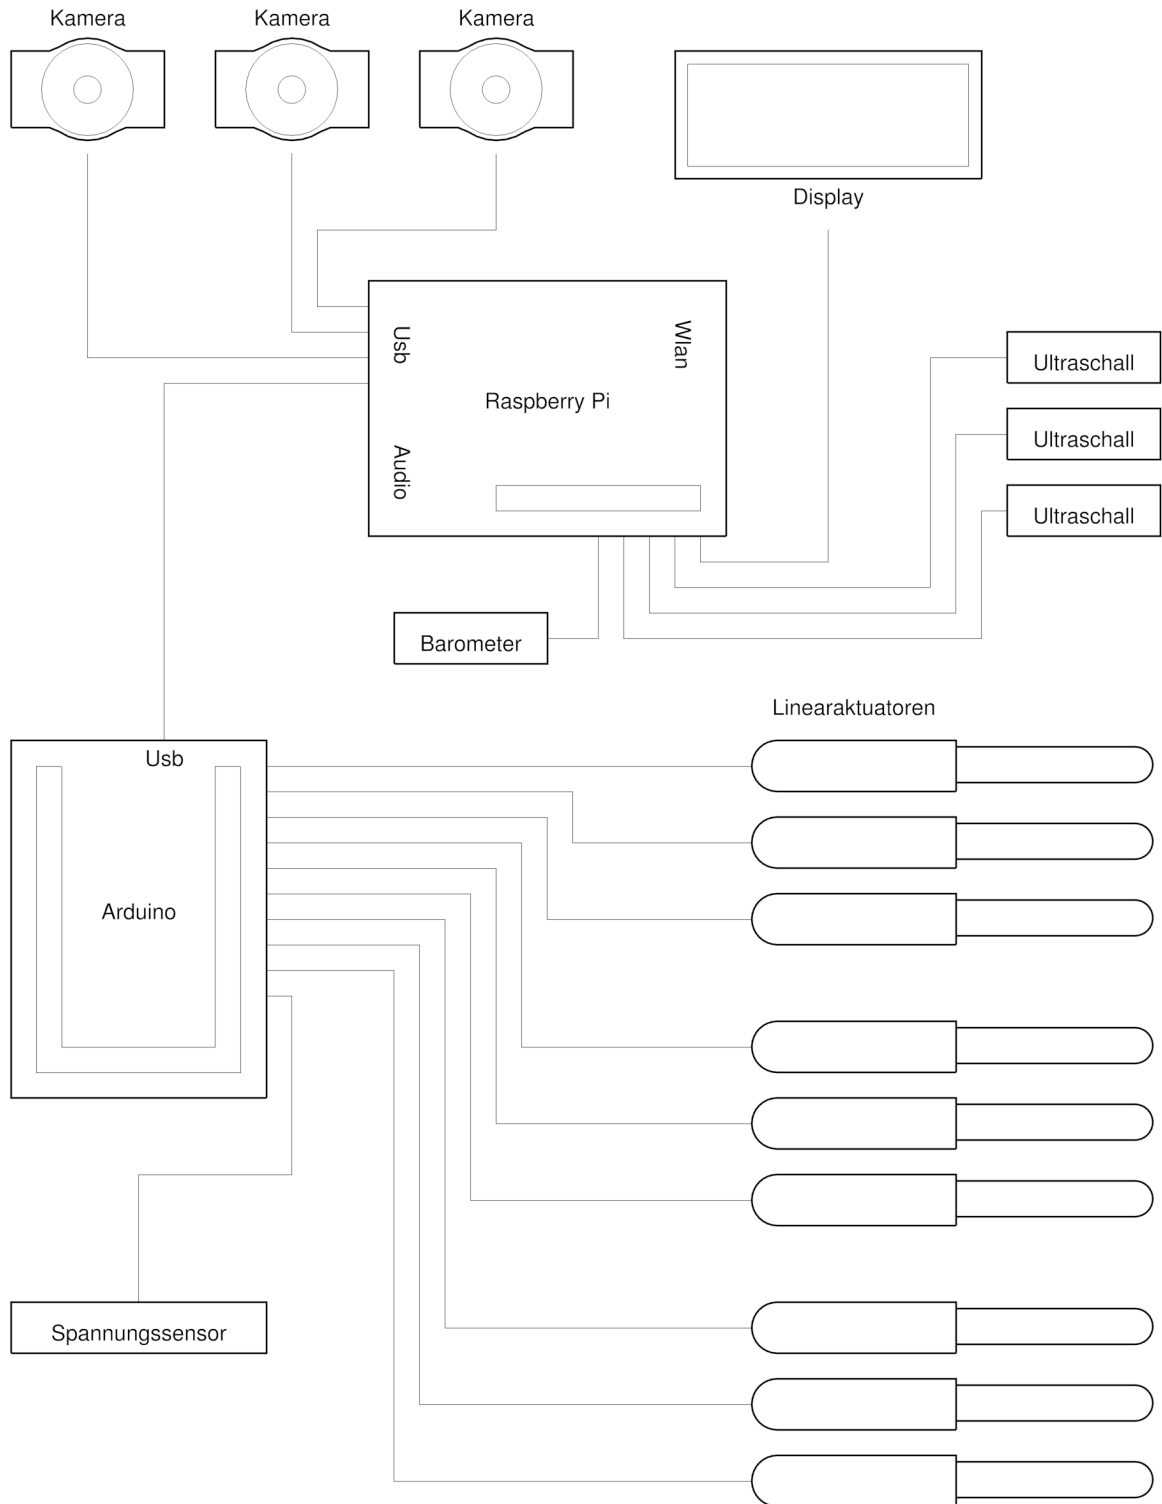 Kamera
Kamera
Kamera
Display
Usb
Wlan
Raspberry Pi
Audio
Ultraschall
Ultraschall
Ultraschall
Barometer
Linearaktuatoren
Usb
Arduino
Spannungssensor